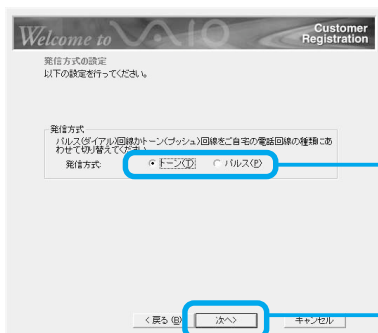 Welcome to VAIO
Customer
Registration
発信方式の設定
以下の設定を行ってください。
発信方式
パルス(ダイアル)回線かトーン(プッシュ)回線をご自宅の電話回線の種類にあ
わせて切り替えてください。
発信方式: トーン(T) パルス(P)
< 戻る(B) 次へ> キャンセル